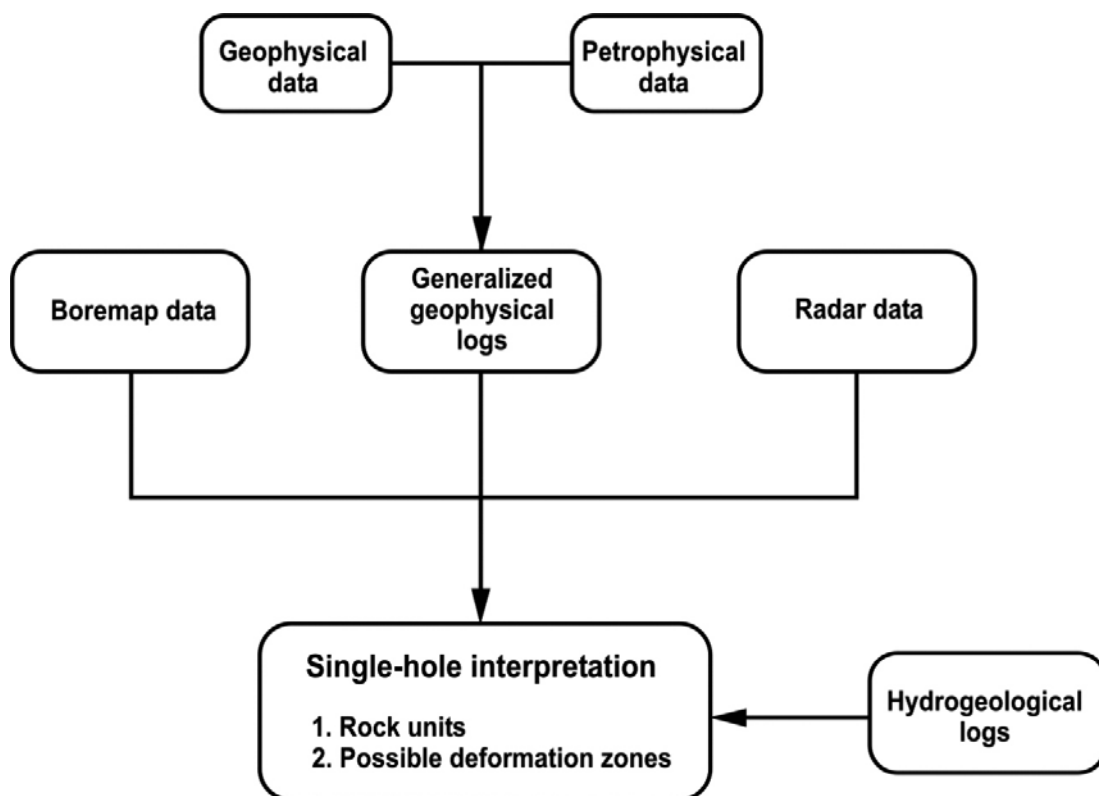 Geophysical
data
Petrophysical
data
Generalized
geophysical
logs
Boremap data
Radar data
Single-hole interpretation
1. Rock units
2. Possible deformation zones
Hydrogeological
logs